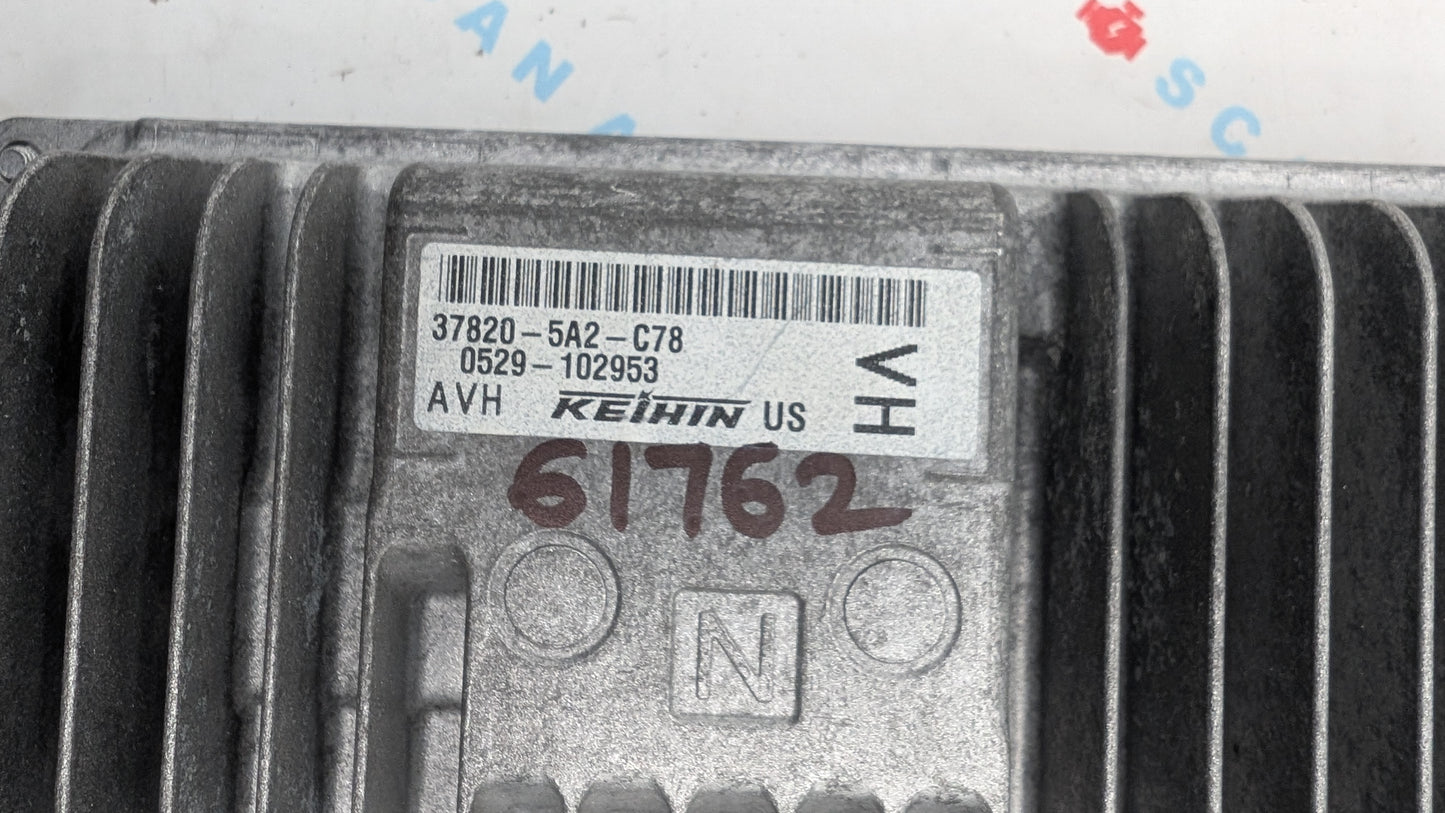 A N A
S C
37820-5A2-C78
0529-102953
AVH KEIHIN US
VH
61762
N